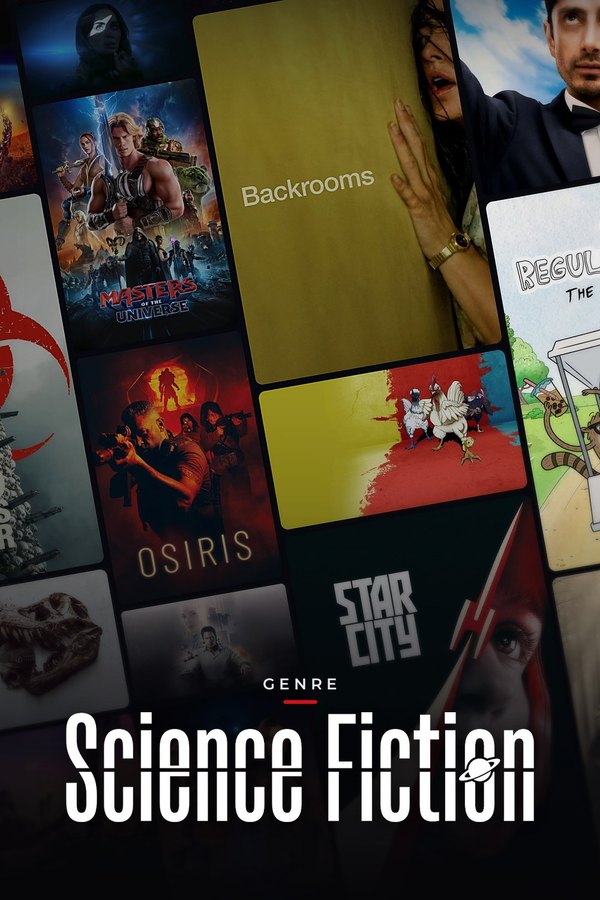 Backrooms
MASTERS
OF THE
UNIVERSE
REGUL
THE
OSIRIS
S
R
STAR
CITY
GENRE
Science Fiction